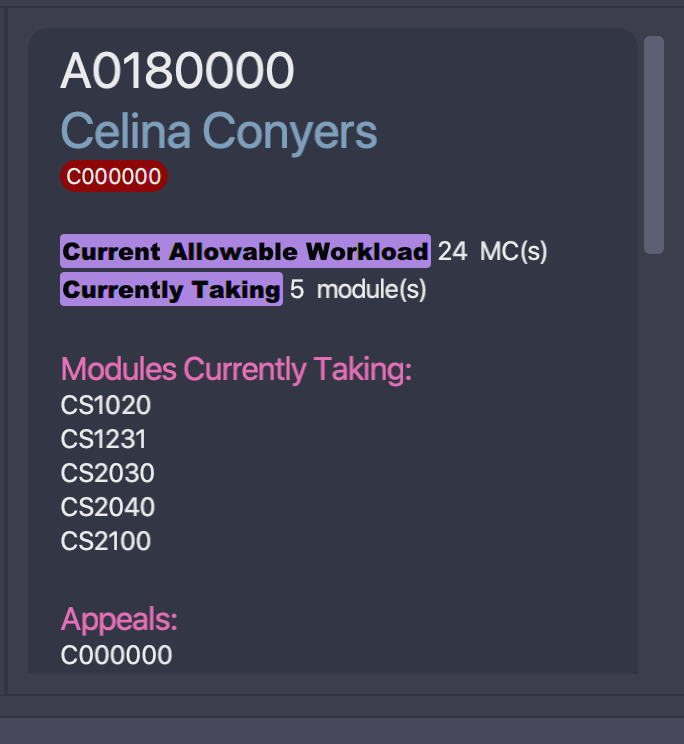 A0180000
Celina Conyers
C000000
Current Allowable Workload 24 MC(s)
Currently Taking 5 module(s)
Modules Currently Taking:
CS1020
CS1231
CS2030
CS2040
CS2100
Appeals:
C000000